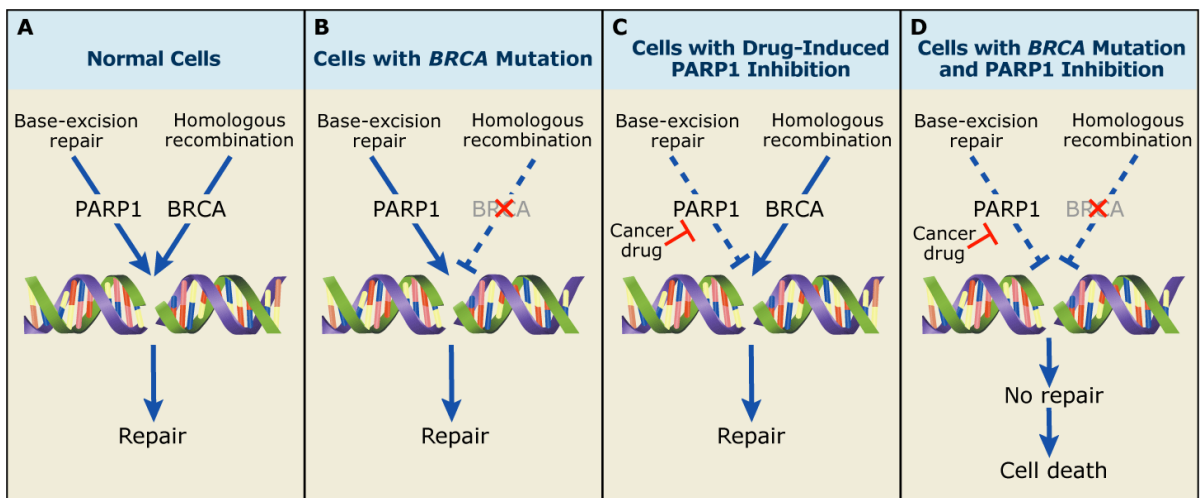 A
Normal Cells
Base-excision
repair
Homologous
recombination
PARP1
BRCA
Repair
B
Cells with BRCA Mutation
Base-excision
repair
Homologous
recombination
PARP1
BRCA
Repair
C
Cells with Drug-Induced
PARP1 Inhibition
Base-excision
repair
Homologous
recombination
PARP1
BRCA
Cancer
drug
Repair
D
Cells with BRCA Mutation
and PARP1 Inhibition
Base-excision
repair
Homologous
recombination
PARP1
BRCA
Cancer
drug
No repair
Cell death